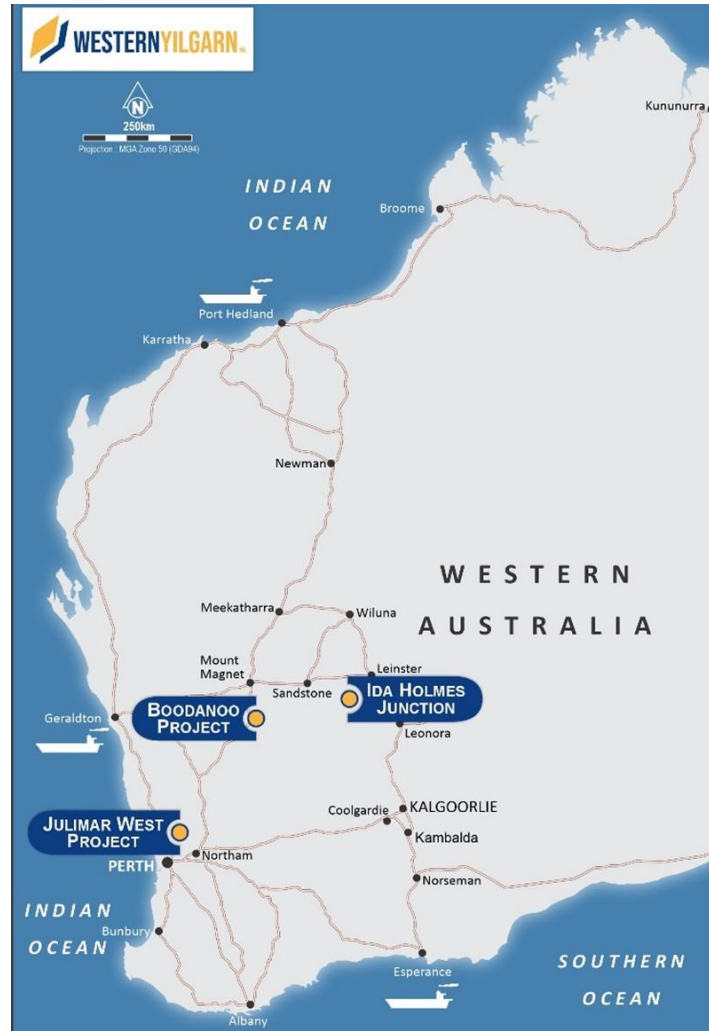 WESTERNYILGARN NL
N
250km
Projection : MGA Zone 50 (GDA94)
Kununurra
INDIAN
OCEAN
Broome
Port Hedland
Karratha
Newman
WESTERN
AUSTRALIA
Meekatharra
Wiluna
Mount
Magnet
Leinster
Sandstone
IDA HOLMES
JUNCTION
BOODANOO
PROJECT
Geraldton
Leonora
KALGOORLIE
Coolgardie
Kambalda
JULIMAR WEST
PROJECT
PERTH
Northam
Norseman
INDIAN
OCEAN
Bunbury
Esperance
SOUTHERN
OCEAN
Albany